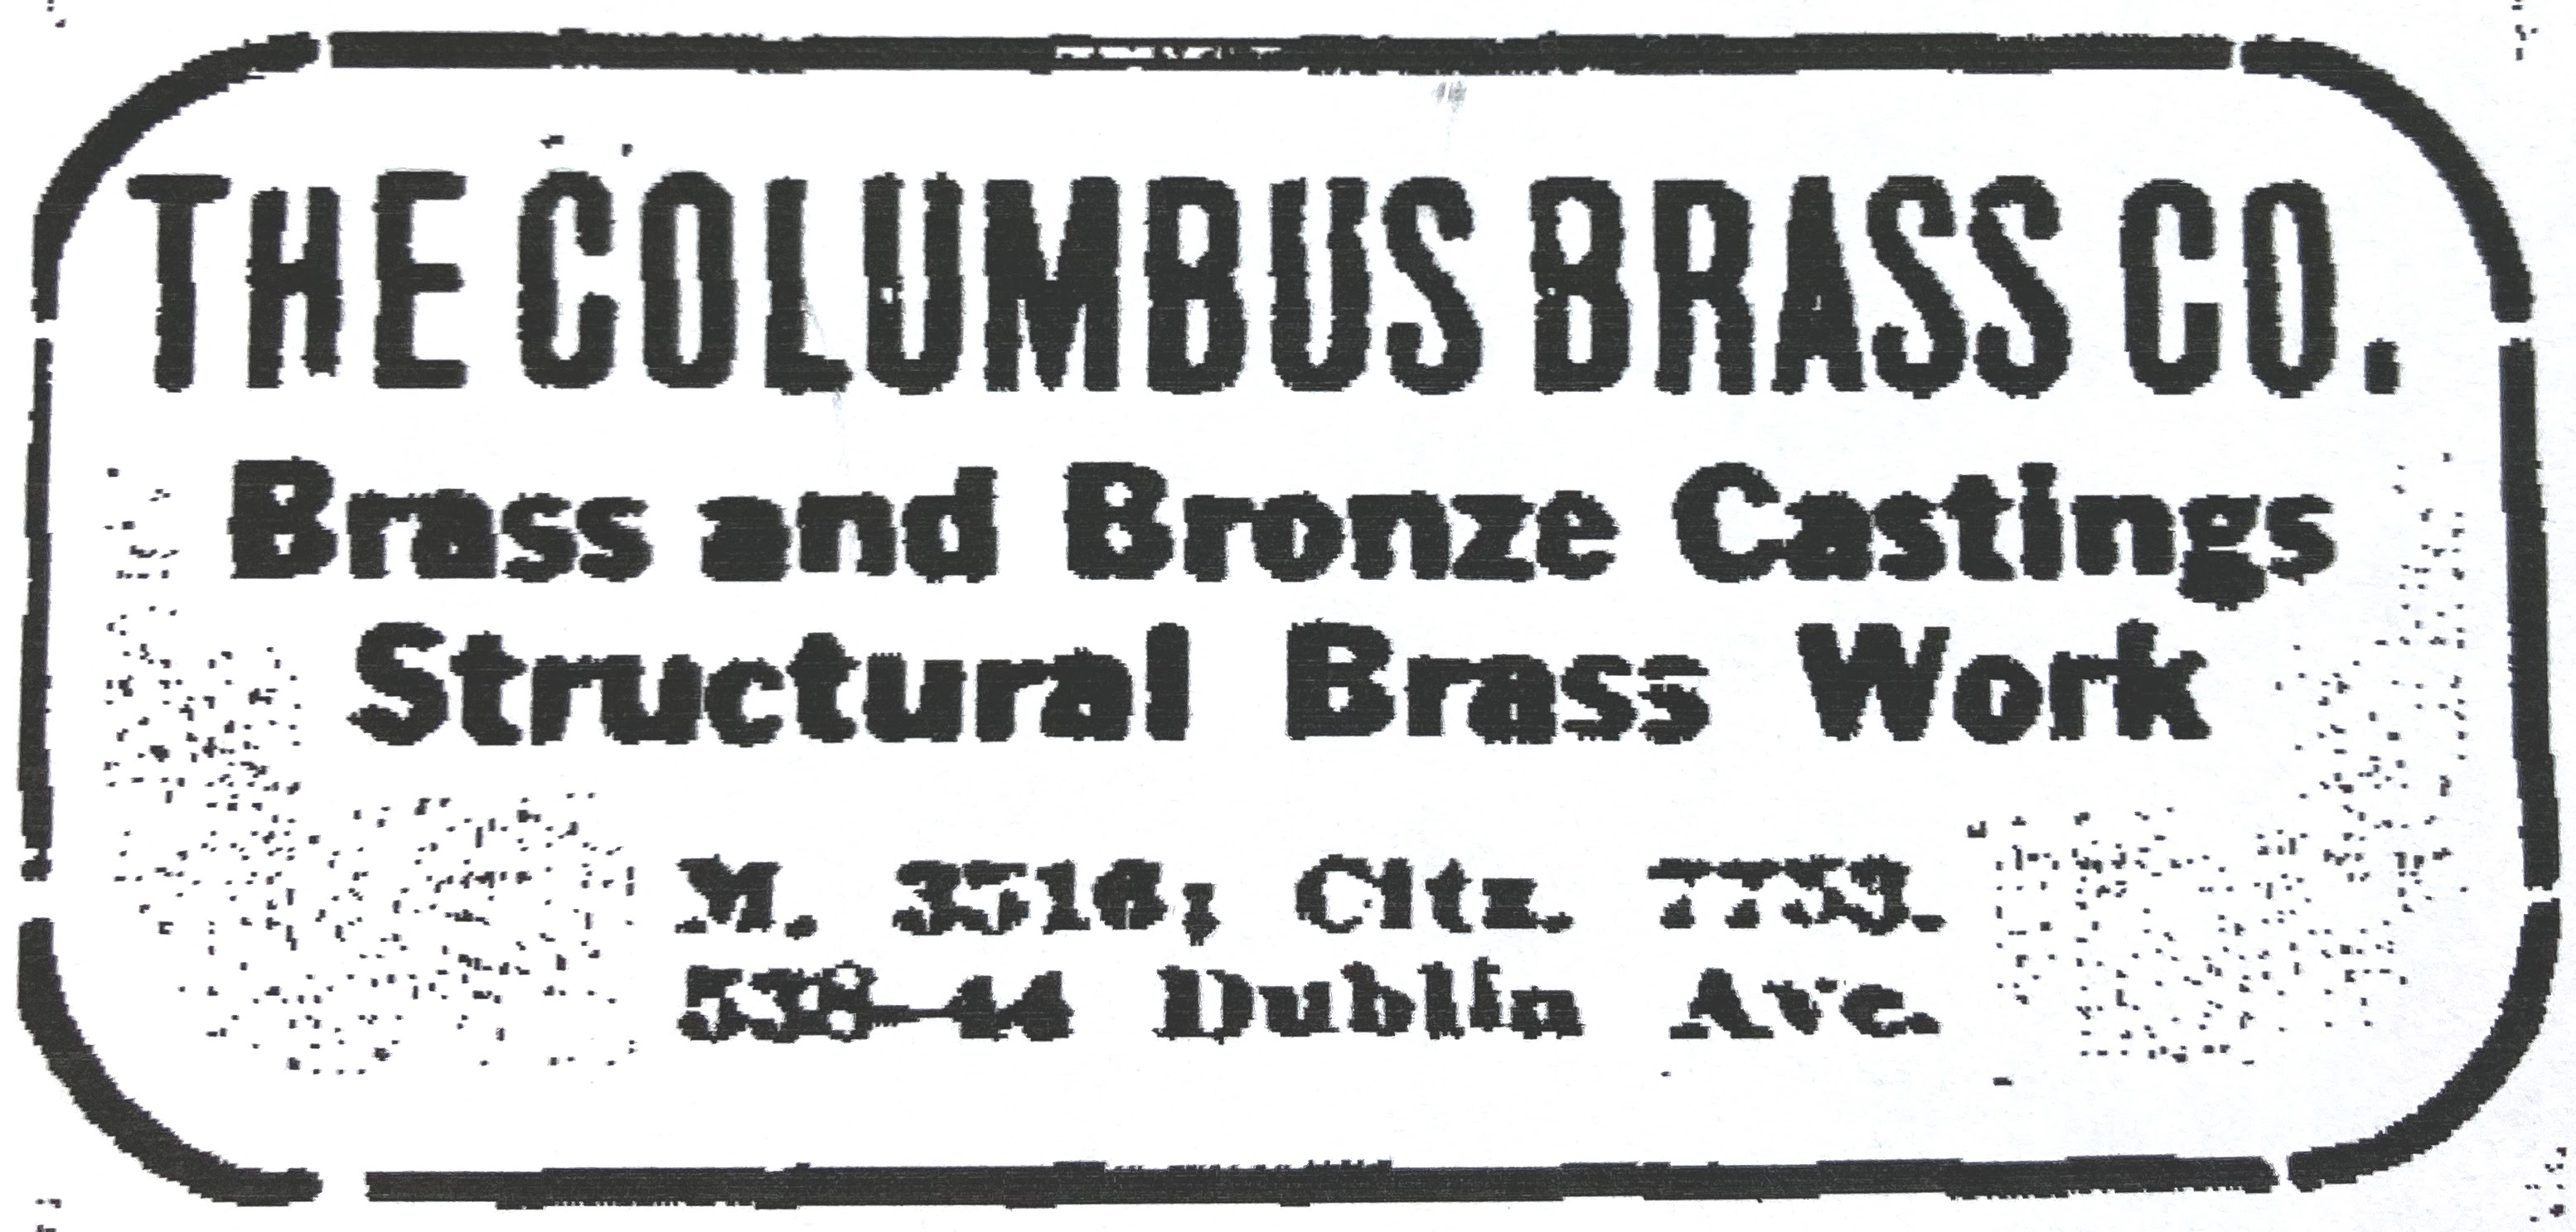 THE COLUMBUS BRASS CO.
Brass and Bronze Castings
Structural Brass Work
M. 3516; Citz. 7753.
538-44 Dublin Ave.